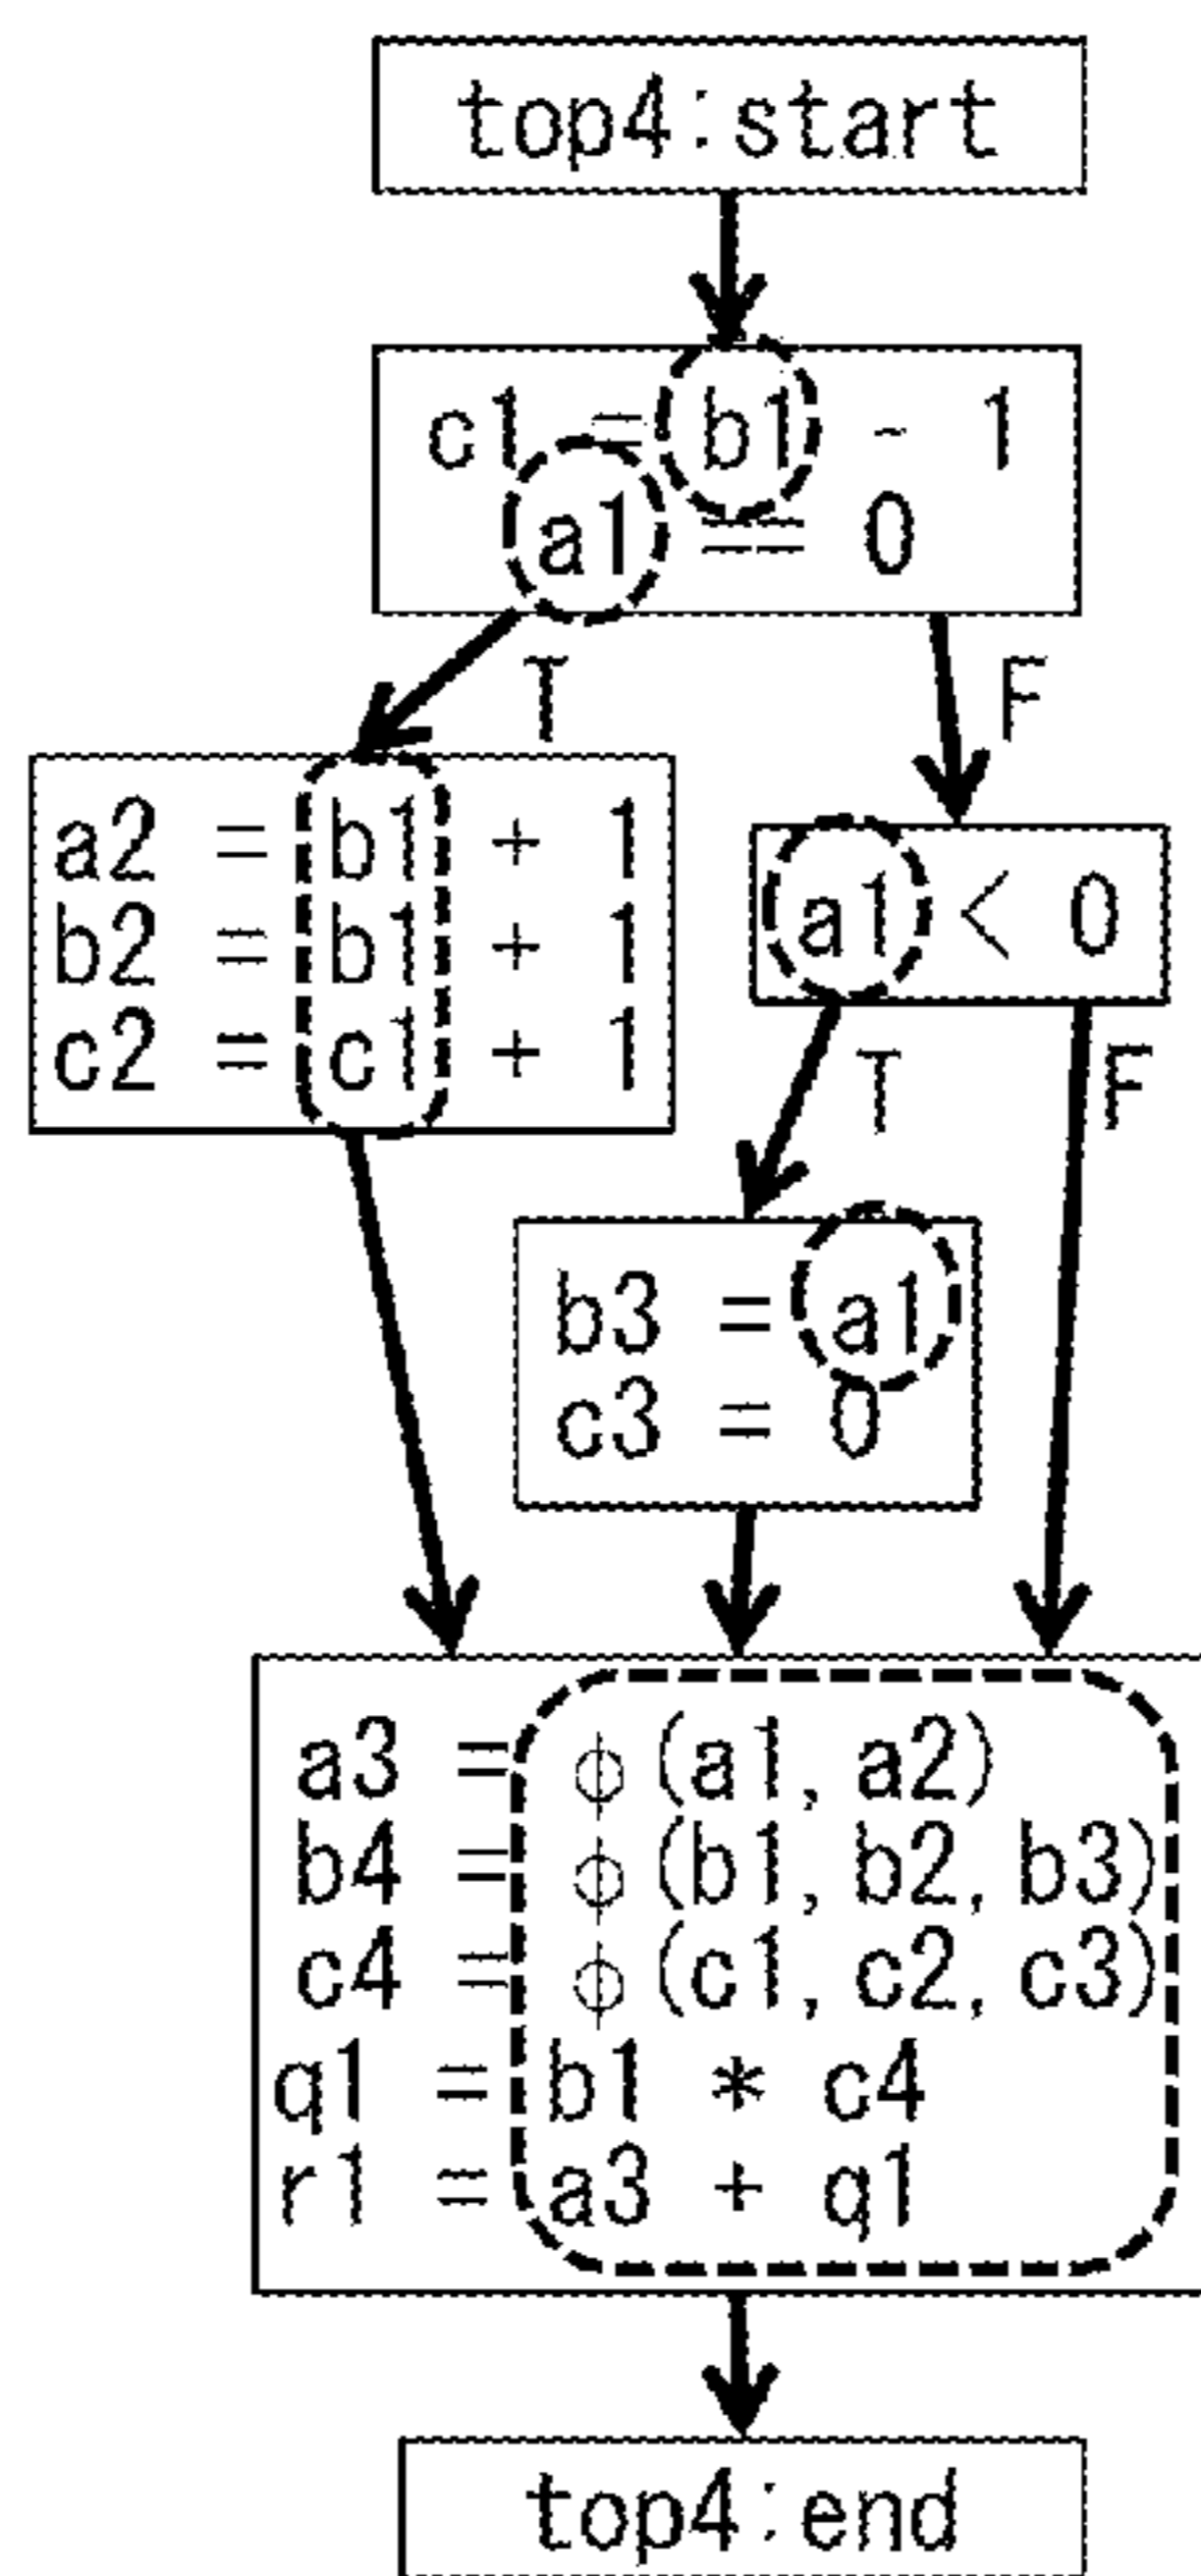 top4:start
c1 = b1 - 1
a1 == 0
T
F
a2 = b1 + 1
b2 = b1 + 1
c2 = c1 + 1
a1 < 0
T
F
b3 = a1
c3 = 0
a3 = φ(a1, a2)
b4 = φ(b1, b2, b3)
c4 = φ(c1, c2, c3)
q1 = b1 * c4
r1 = a3 + q1
top4:end